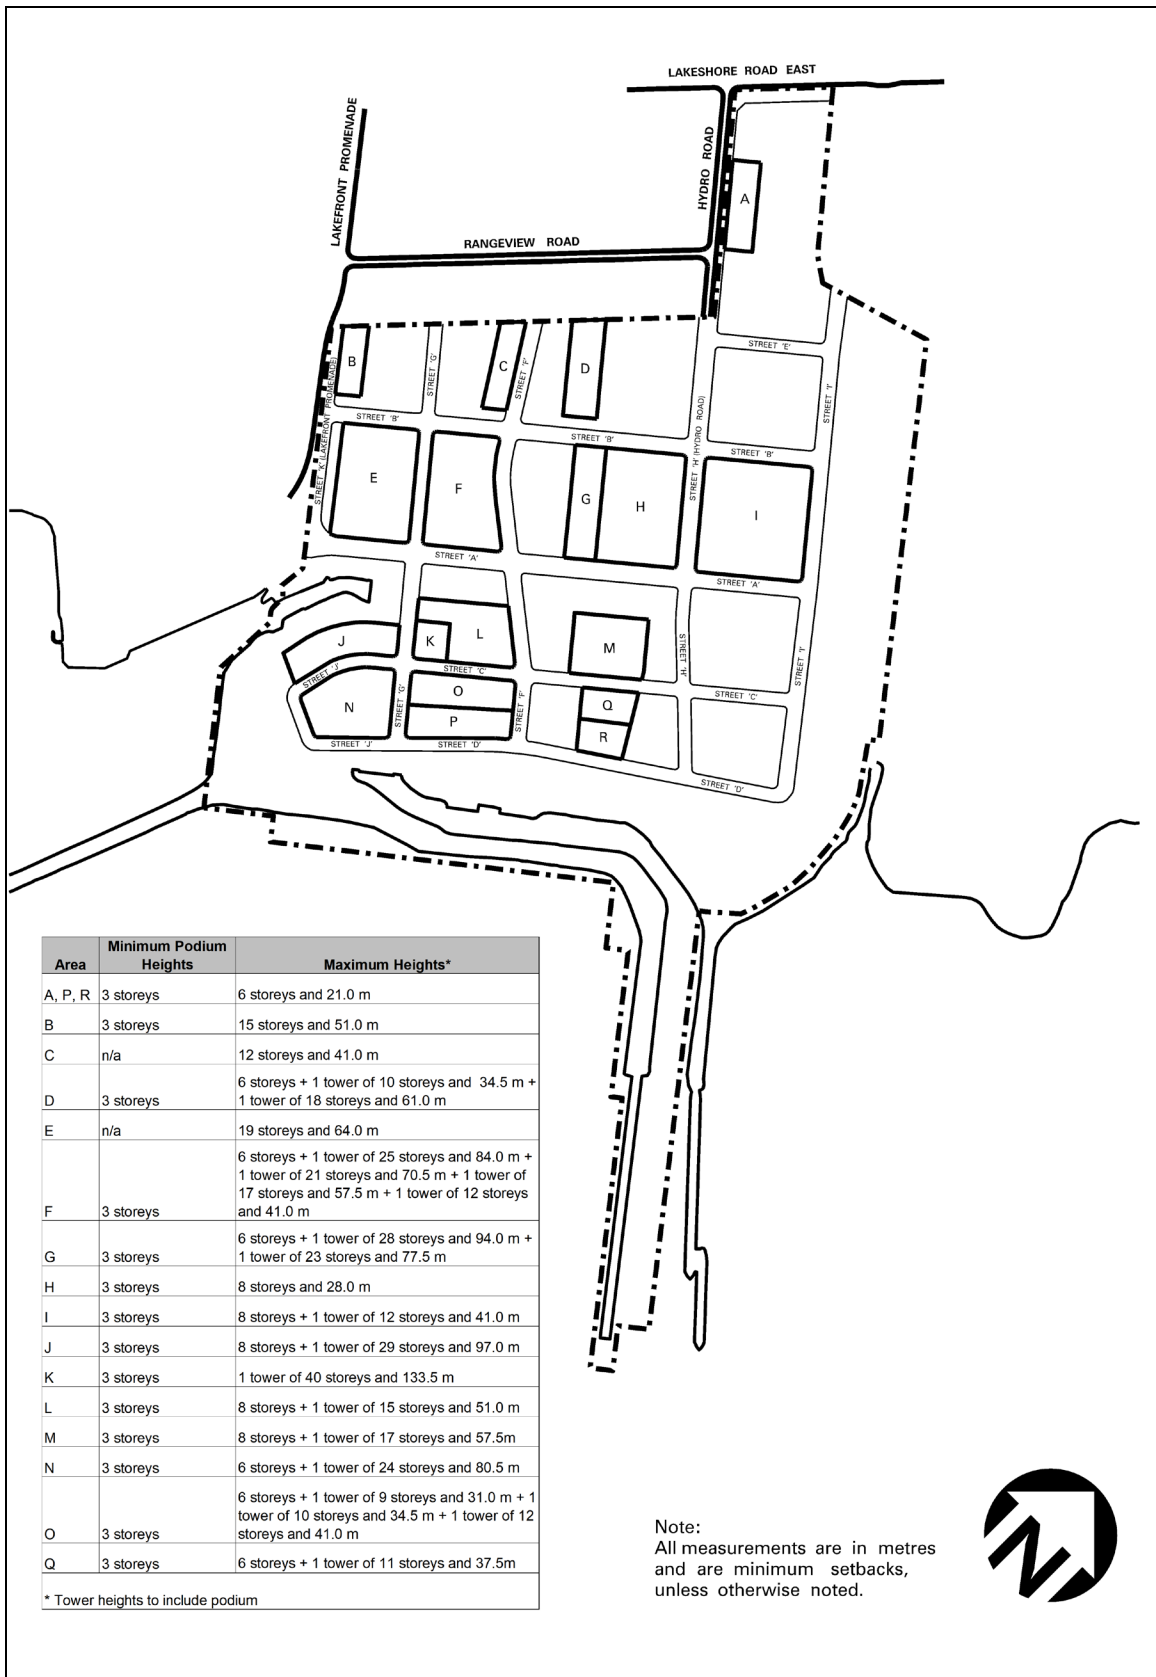 LAKESHORE ROAD EAST
LAKEFRONT PROMENADE
HYDRO ROAD
A
RANGEVIEW ROAD
STREET 'E'
B
STREET 'G'
C
STREET 'F'
D
STREET 'I'
STREET 'K' (LAKEFRONT PROMENADE)
STREET 'B'
STREET 'B'
STREET 'H' (HYDRO ROAD)
STREET 'B'
E
F
G
H
I
STREET 'A'
STREET 'A'
J
K
L
M
STREET 'H'
STREET 'I'
STREET 'J'
STREET 'C'
STREET 'C'
N
STREET 'G'
O
P
STREET 'F'
Q
R
STREET 'J'
STREET 'D'
STREET 'D'
Area Minimum Podium Heights Maximum Heights*
A, P, R 3 storeys 6 storeys and 21.0 m
B 3 storeys 15 storeys and 51.0 m
C n/a 12 storeys and 41.0 m
D 3 storeys 6 storeys + 1 tower of 10 storeys and 34.5 m +
1 tower of 18 storeys and 61.0 m
E n/a 19 storeys and 64.0 m
F 3 storeys 6 storeys + 1 tower of 25 storeys and 84.0 m +
1 tower of 21 storeys and 70.5 m + 1 tower of
17 storeys and 57.5 m + 1 tower of 12 storeys
and 41.0 m
G 3 storeys 6 storeys + 1 tower of 28 storeys and 94.0 m +
1 tower of 23 storeys and 77.5 m
H 3 storeys 8 storeys and 28.0 m
I 3 storeys 8 storeys + 1 tower of 12 storeys and 41.0 m
J 3 storeys 8 storeys + 1 tower of 29 storeys and 97.0 m
K 3 storeys 1 tower of 40 storeys and 133.5 m
L 3 storeys 8 storeys + 1 tower of 15 storeys and 51.0 m
M 3 storeys 8 storeys + 1 tower of 17 storeys and 57.5m
N 3 storeys 6 storeys + 1 tower of 24 storeys and 80.5 m
O 3 storeys 6 storeys + 1 tower of 9 storeys and 31.0 m + 1
tower of 10 storeys and 34.5 m + 1 tower of 12
storeys and 41.0 m
Q 3 storeys 6 storeys + 1 tower of 11 storeys and 37.5m
* Tower heights to include podium
Note:
All measurements are in metres
and are minimum setbacks,
unless otherwise noted.
N